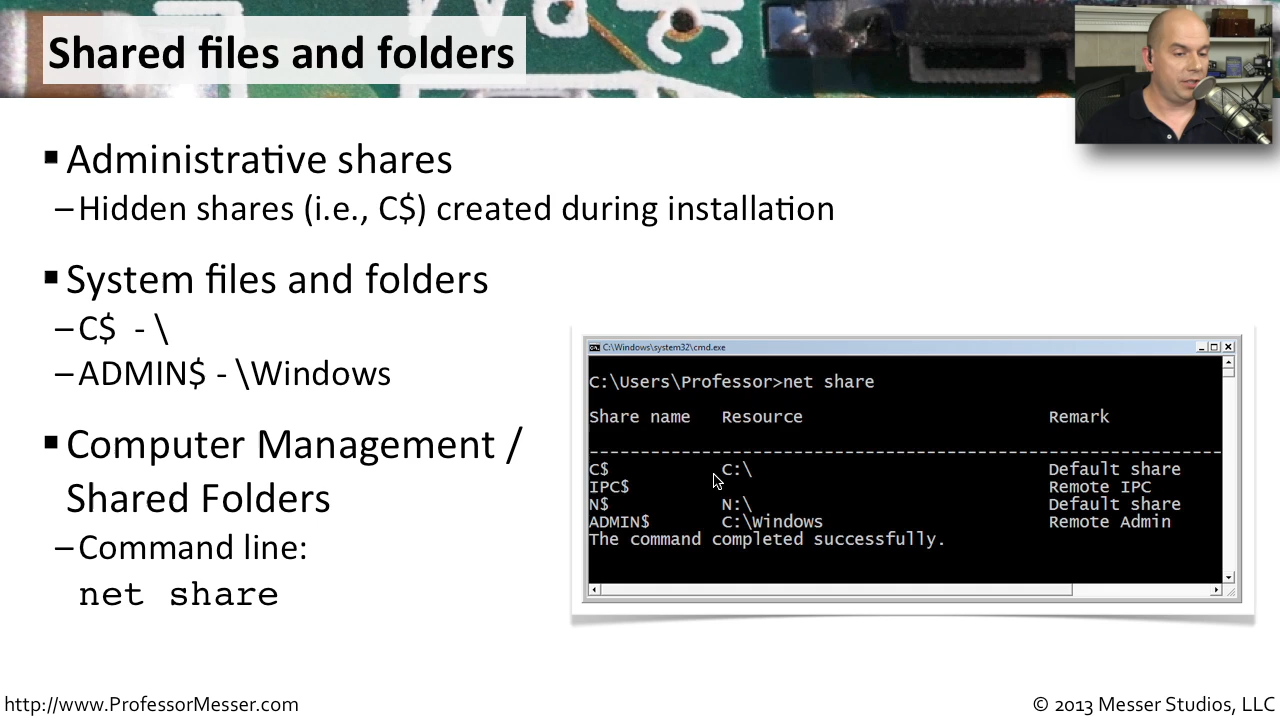 Shared files and folders
▪ Administrative shares
– Hidden shares (i.e., C$) created during installation
▪ System files and folders
– C$ - \
– ADMIN$ - \Windows
▪ Computer Management /
Shared Folders
– Command line:
net share
C:\Windows\system32\cmd.exe
C:\Users\Professor>net share
Share name   Resource                        Remark
-------------------------------------------------------------------------------
C$           C:\                             Default share
IPC$                                         Remote IPC
N$           N:\                             Default share
ADMIN$       C:\Windows                      Remote Admin
The command completed successfully.
http://www.ProfessorMesser.com
© 2013 Messer Studios, LLC